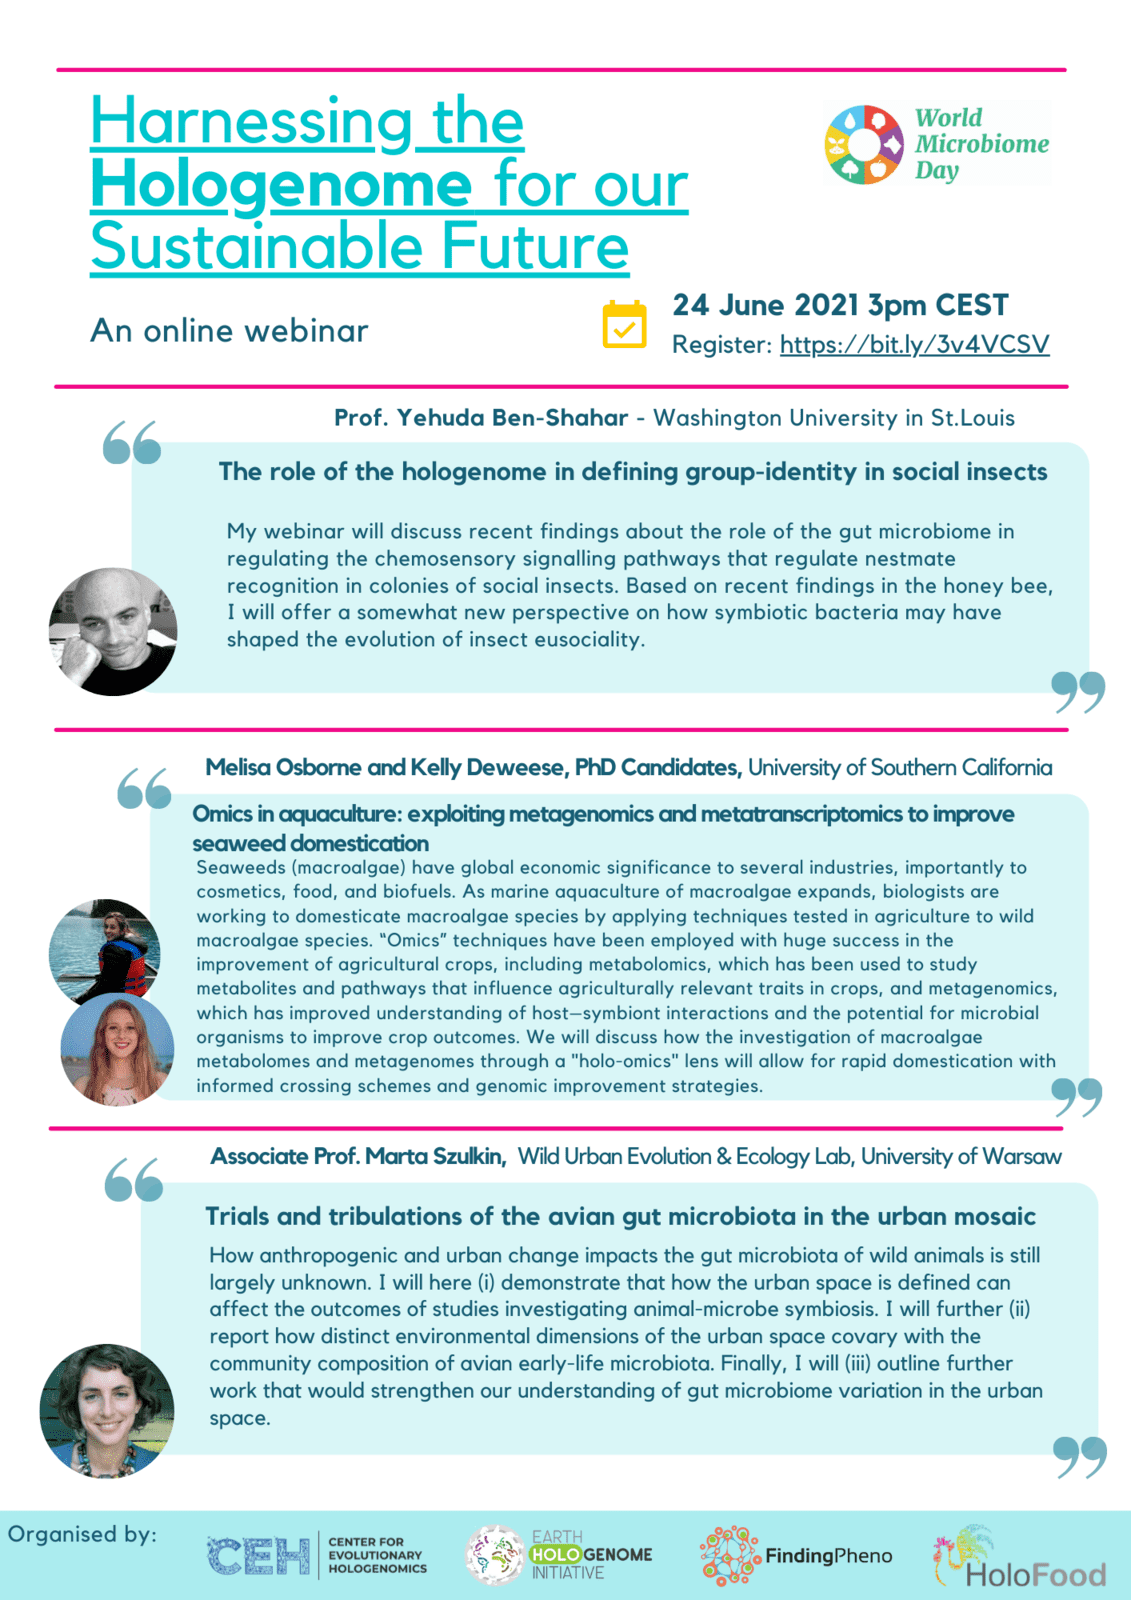 Harnessing the
Hologenome for our
Sustainable Future
World
Microbiome
Day
An online webinar
24 June 2021 3pm CEST
Register: https://bit.ly/3v4VCSV
Prof. Yehuda Ben-Shahar - Washington University in St.Louis
“
The role of the hologenome in defining group-identity in social insects
My webinar will discuss recent findings about the role of the gut microbiome in
regulating the chemosensory signalling pathways that regulate nestmate
recognition in colonies of social insects. Based on recent findings in the honey bee,
I will offer a somewhat new perspective on how symbiotic bacteria may have
shaped the evolution of insect eusociality.
”
Melisa Osborne and Kelly Deweese, PhD Candidates, University of Southern California
“
Omics in aquaculture: exploiting metagenomics and metatranscriptomics to improve
seaweed domestication
Seaweeds (macroalgae) have global economic significance to several industries, importantly to
cosmetics, food, and biofuels. As marine aquaculture of macroalgae expands, biologists are
working to domesticate macroalgae species by applying techniques tested in agriculture to wild
macroalgae species. “Omics” techniques have been employed with huge success in the
improvement of agricultural crops, including metabolomics, which has been used to study
metabolites and pathways that influence agriculturally relevant traits in crops, and metagenomics,
which has improved understanding of host–symbiont interactions and the potential for microbial
organisms to improve crop outcomes. We will discuss how the investigation of macroalgae
metabolomes and metagenomes through a "holo-omics" lens will allow for rapid domestication with
informed crossing schemes and genomic improvement strategies.
”
Associate Prof. Marta Szulkin, Wild Urban Evolution & Ecology Lab, University of Warsaw
“
Trials and tribulations of the avian gut microbiota in the urban mosaic
How anthropogenic and urban change impacts the gut microbiota of wild animals is still
largely unknown. I will here (i) demonstrate that how the urban space is defined can
affect the outcomes of studies investigating animal-microbe symbiosis. I will further (ii)
report how distinct environmental dimensions of the urban space covary with the
community composition of avian early-life microbiota. Finally, I will (iii) outline further
work that would strengthen our understanding of gut microbiome variation in the urban
space.
”
Organised by:
CEH
CENTER FOR
EVOLUTIONARY
HOLOGENOMICS
EARTH
HOLOGENOME
INITIATIVE
FindingPheno
HoloFood